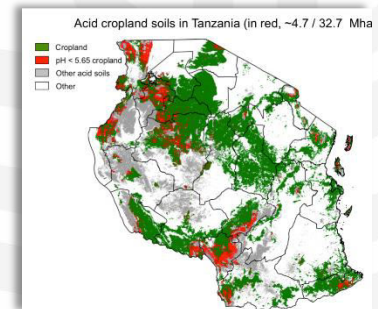 Acid cropland soils in Tanzania (in red, ~4.7 / 32.7 Mha
Cropland
pH < 5.65 cropland
Other acid soils
Other